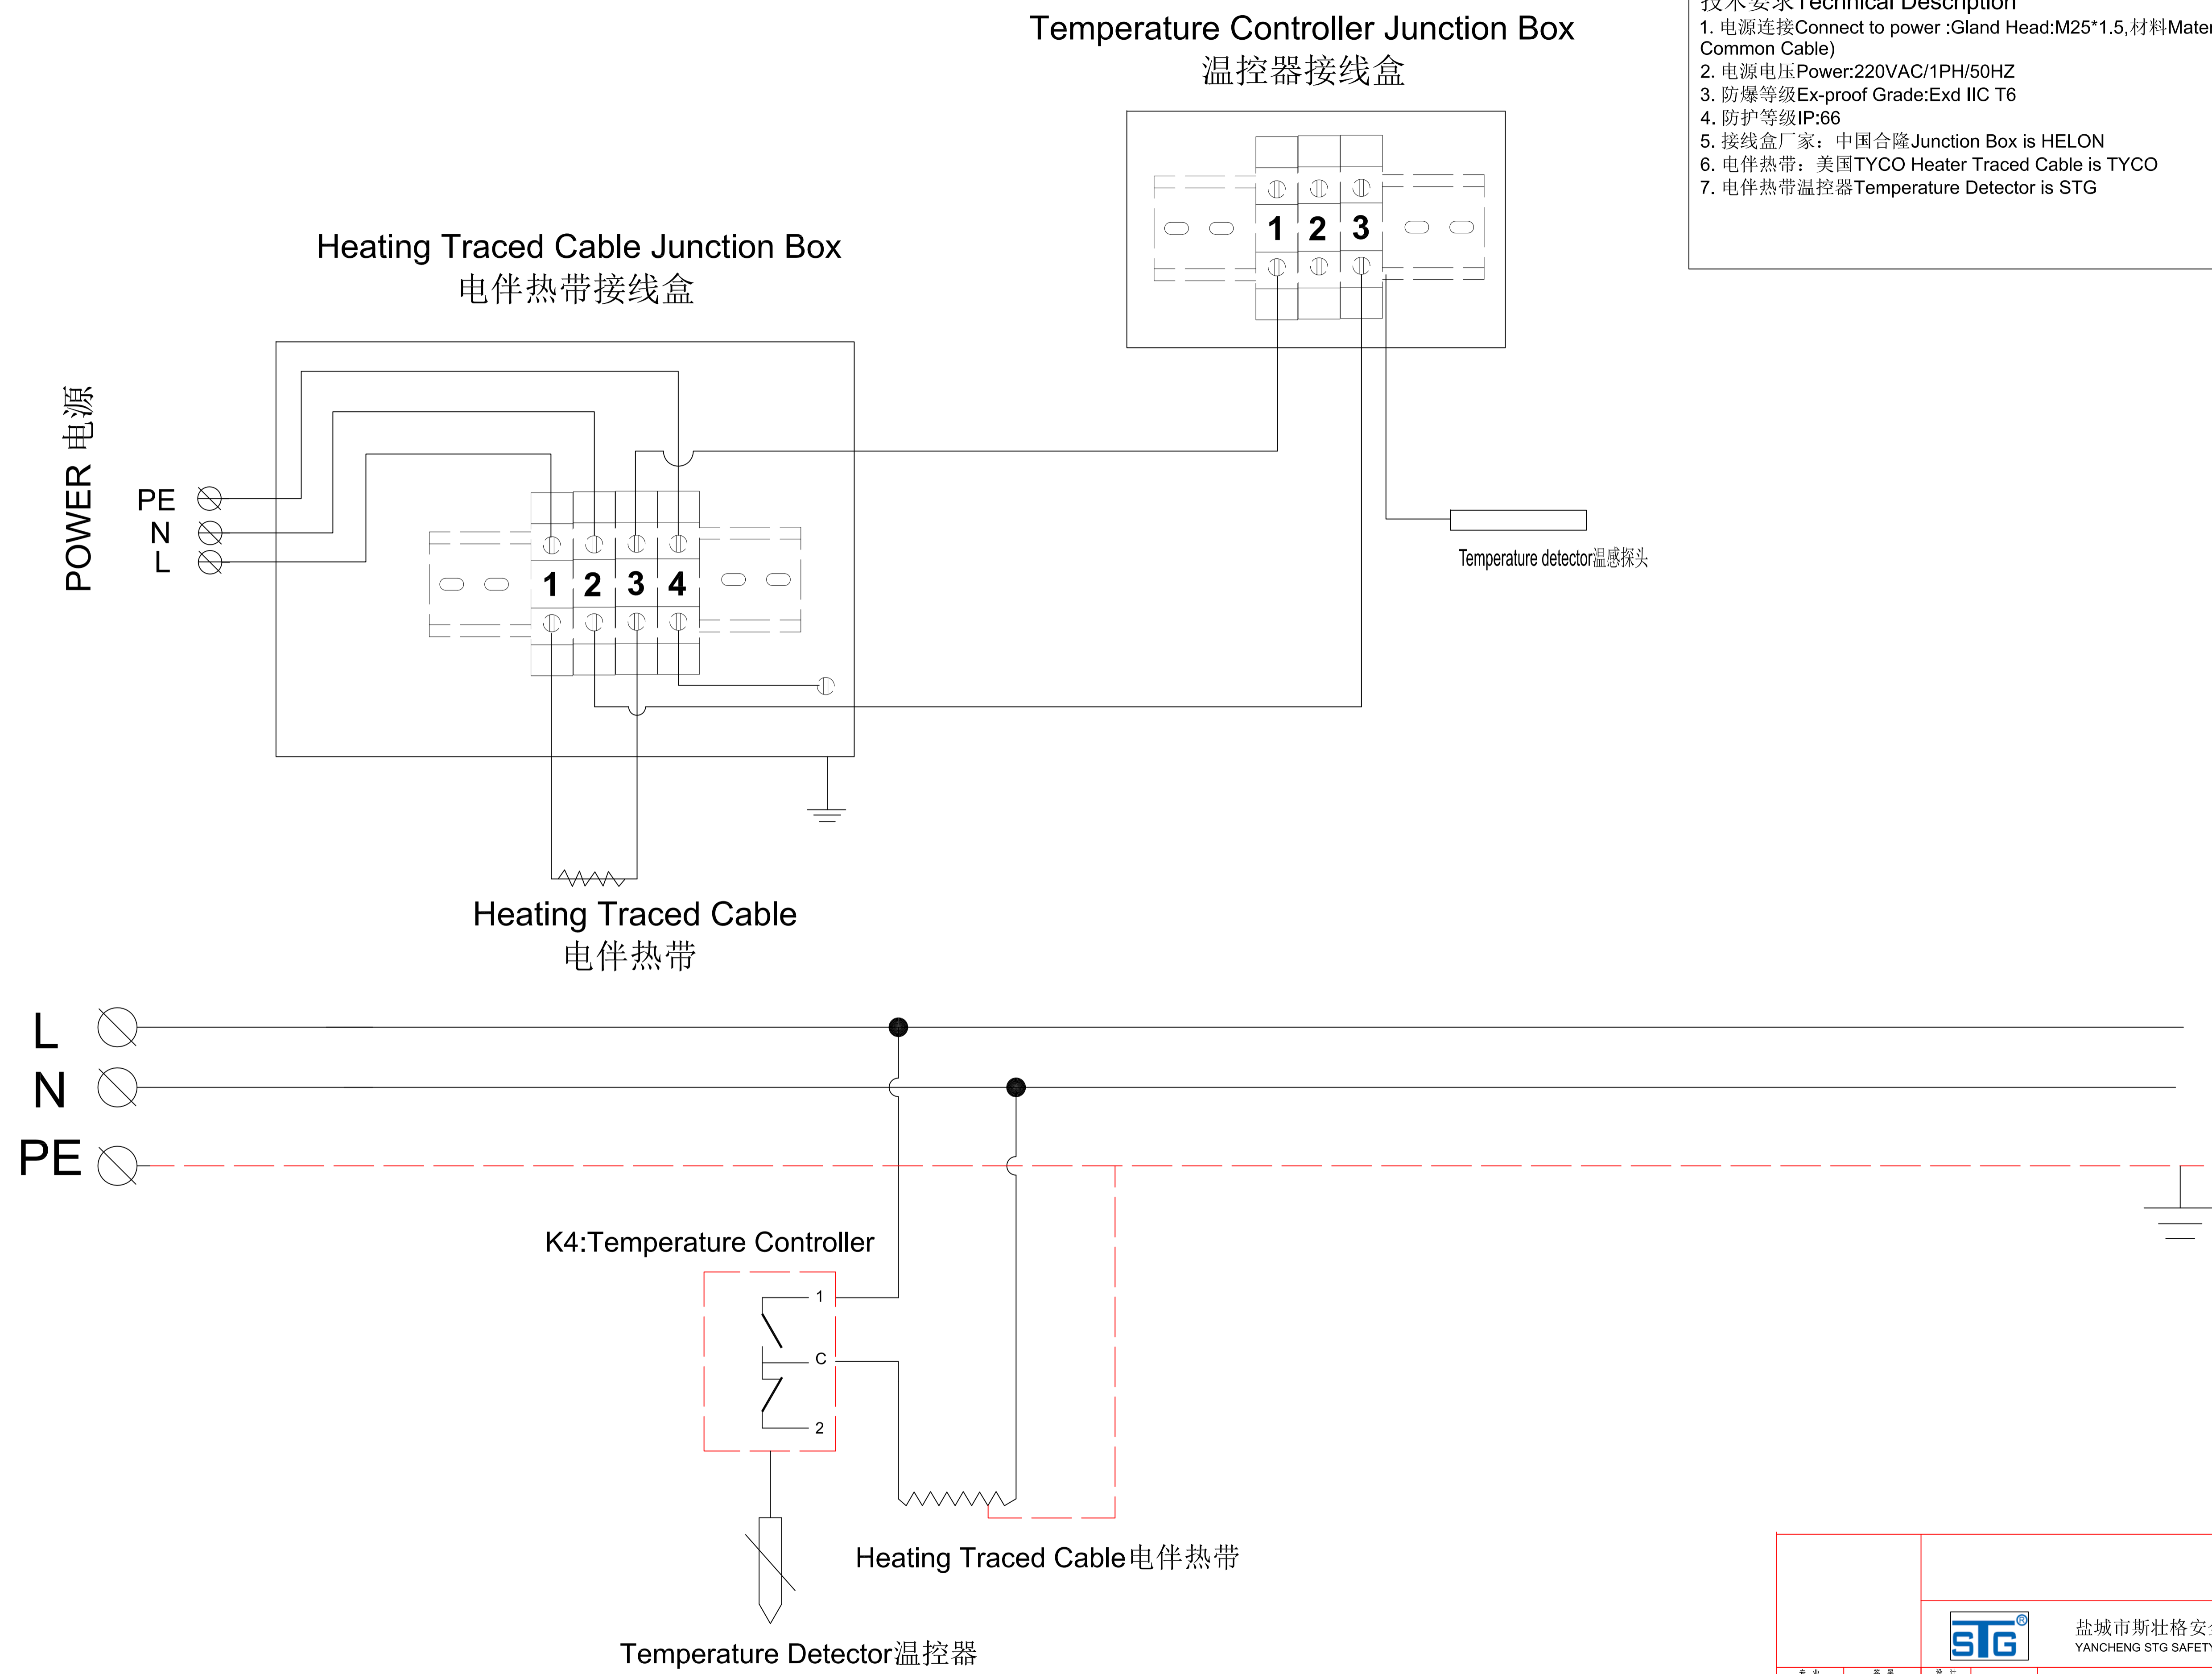 Temperature Controller Junction Box
温控器接线盒
技术要求Technical Description
1. 电源连接Connect to power :Gland Head:M25*1.5,材料Mater
Common Cable)
2. 电源电压Power:220VAC/1PH/50HZ
3. 防爆等级Ex-proof Grade:Exd IIC T6
4. 防护等级IP:66
5. 接线盒厂家：中国合隆Junction Box is HELON
6. 电伴热带：美国TYCO Heater Traced Cable is TYCO
7. 电伴热带温控器Temperature Detector is STG
1 2 3
Heating Traced Cable Junction Box
电伴热带接线盒
POWER 电源
PE
N
L
1 2 3 4
Temperature detector温感探头
Heating Traced Cable
电伴热带
L
N
PE
K4:Temperature Controller
1
C
2
Heating Traced Cable电伴热带
Temperature Detector温控器
STG®
盐城市斯壮格安
YANCHENG STG SAFETY
专 业
设 计